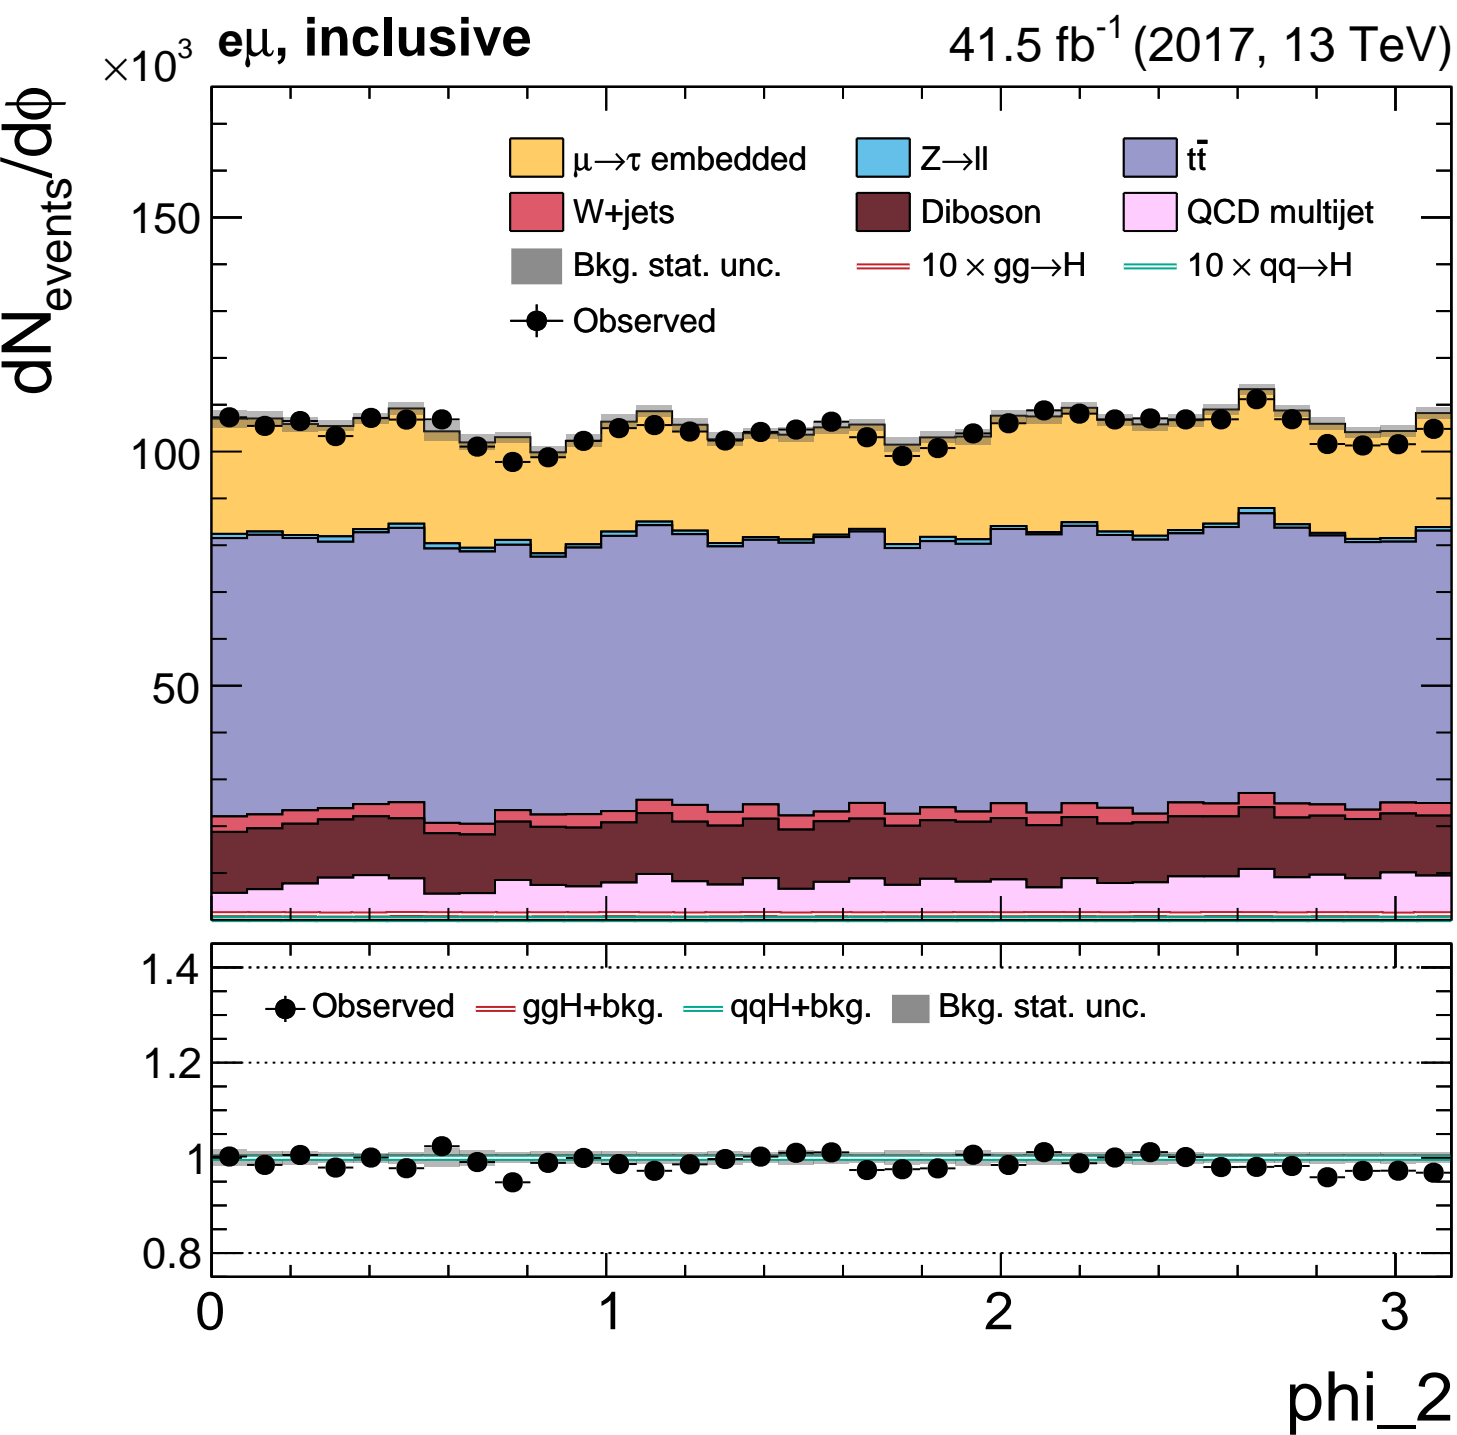 ×10³ eμ, inclusive 41.5 fb⁻¹ (2017, 13 TeV)
dN_events/dϕ
μ→τ embedded Z→ll tt̄
W+jets Diboson QCD multijet
Bkg. stat. unc. 10 × gg→H 10 × qq→H
Observed
150
100
50
1.4
Observed ggH+bkg. qqH+bkg. Bkg. stat. unc.
1.2
1
0.8
0 1 2 3
phi_2